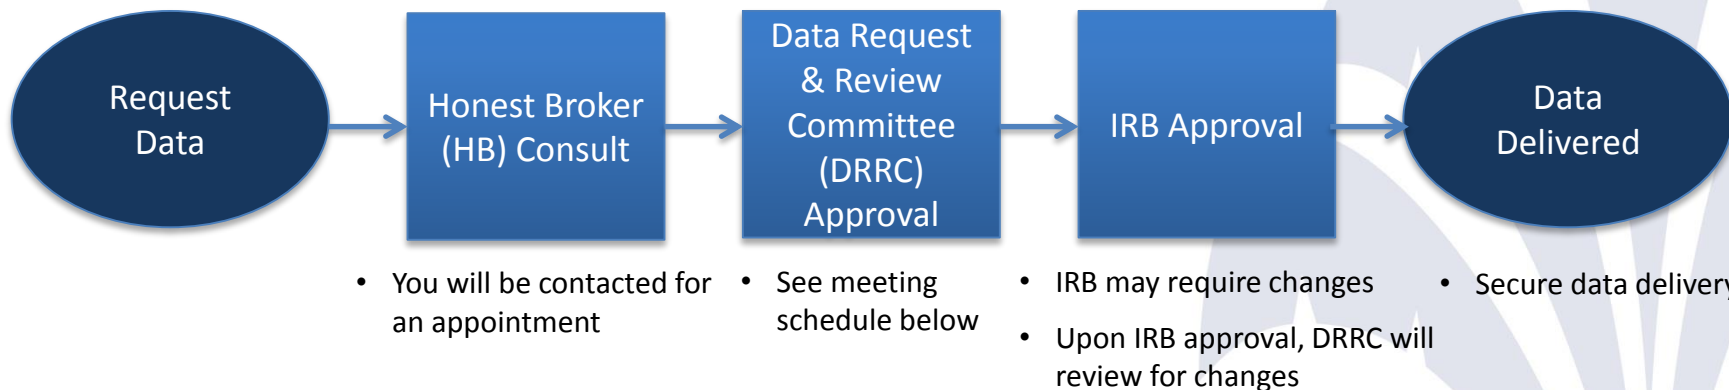 Request
Data
Honest Broker
(HB) Consult
Data Request
& Review
Committee
(DRRC)
Approval
IRB Approval
Data
Delivered
• You will be contacted for
an appointment
• See meeting
schedule below
• IRB may require changes
• Upon IRB approval, DRRC will
review for changes
• Secure data delivery